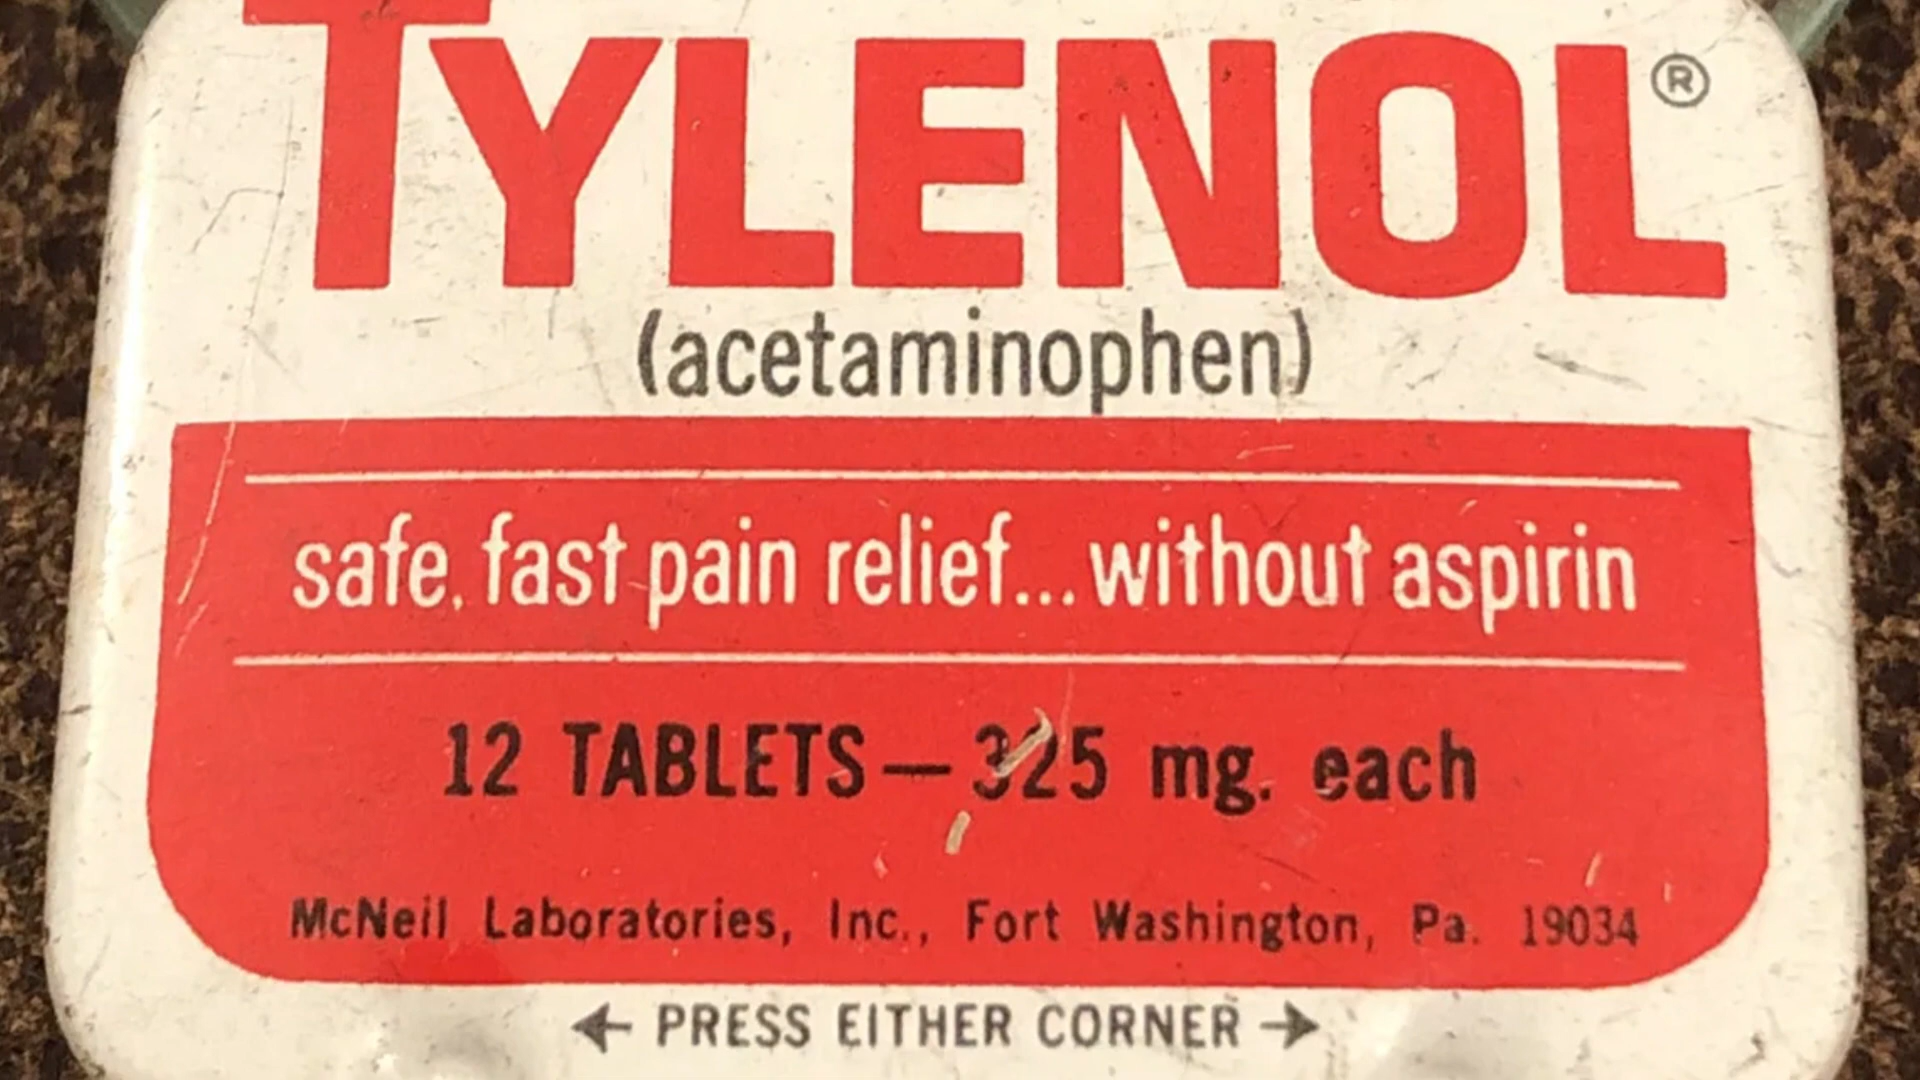 TYLENOL®
(acetaminophen)
safe, fast pain relief...without aspirin
12 TABLETS—325 mg. each
McNeil Laboratories, Inc., Fort Washington, Pa. 19034
← PRESS EITHER CORNER →